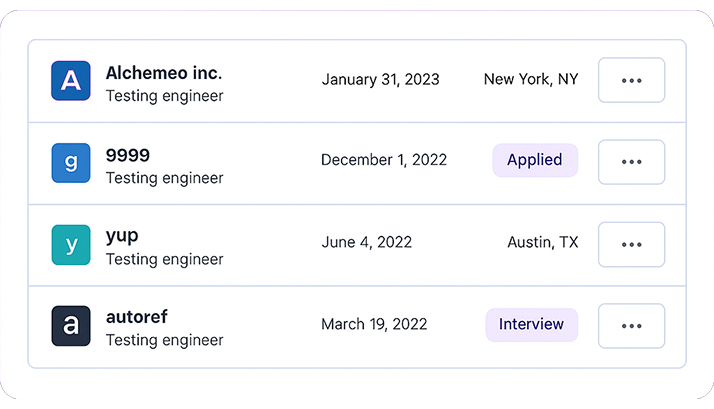 A
Alchemeo inc.
Testing engineer
January 31, 2023
New York, NY
g
9999
Testing engineer
December 1, 2022
Applied
y
yup
Testing engineer
June 4, 2022
Austin, TX
a
autoref
Testing engineer
March 19, 2022
Interview